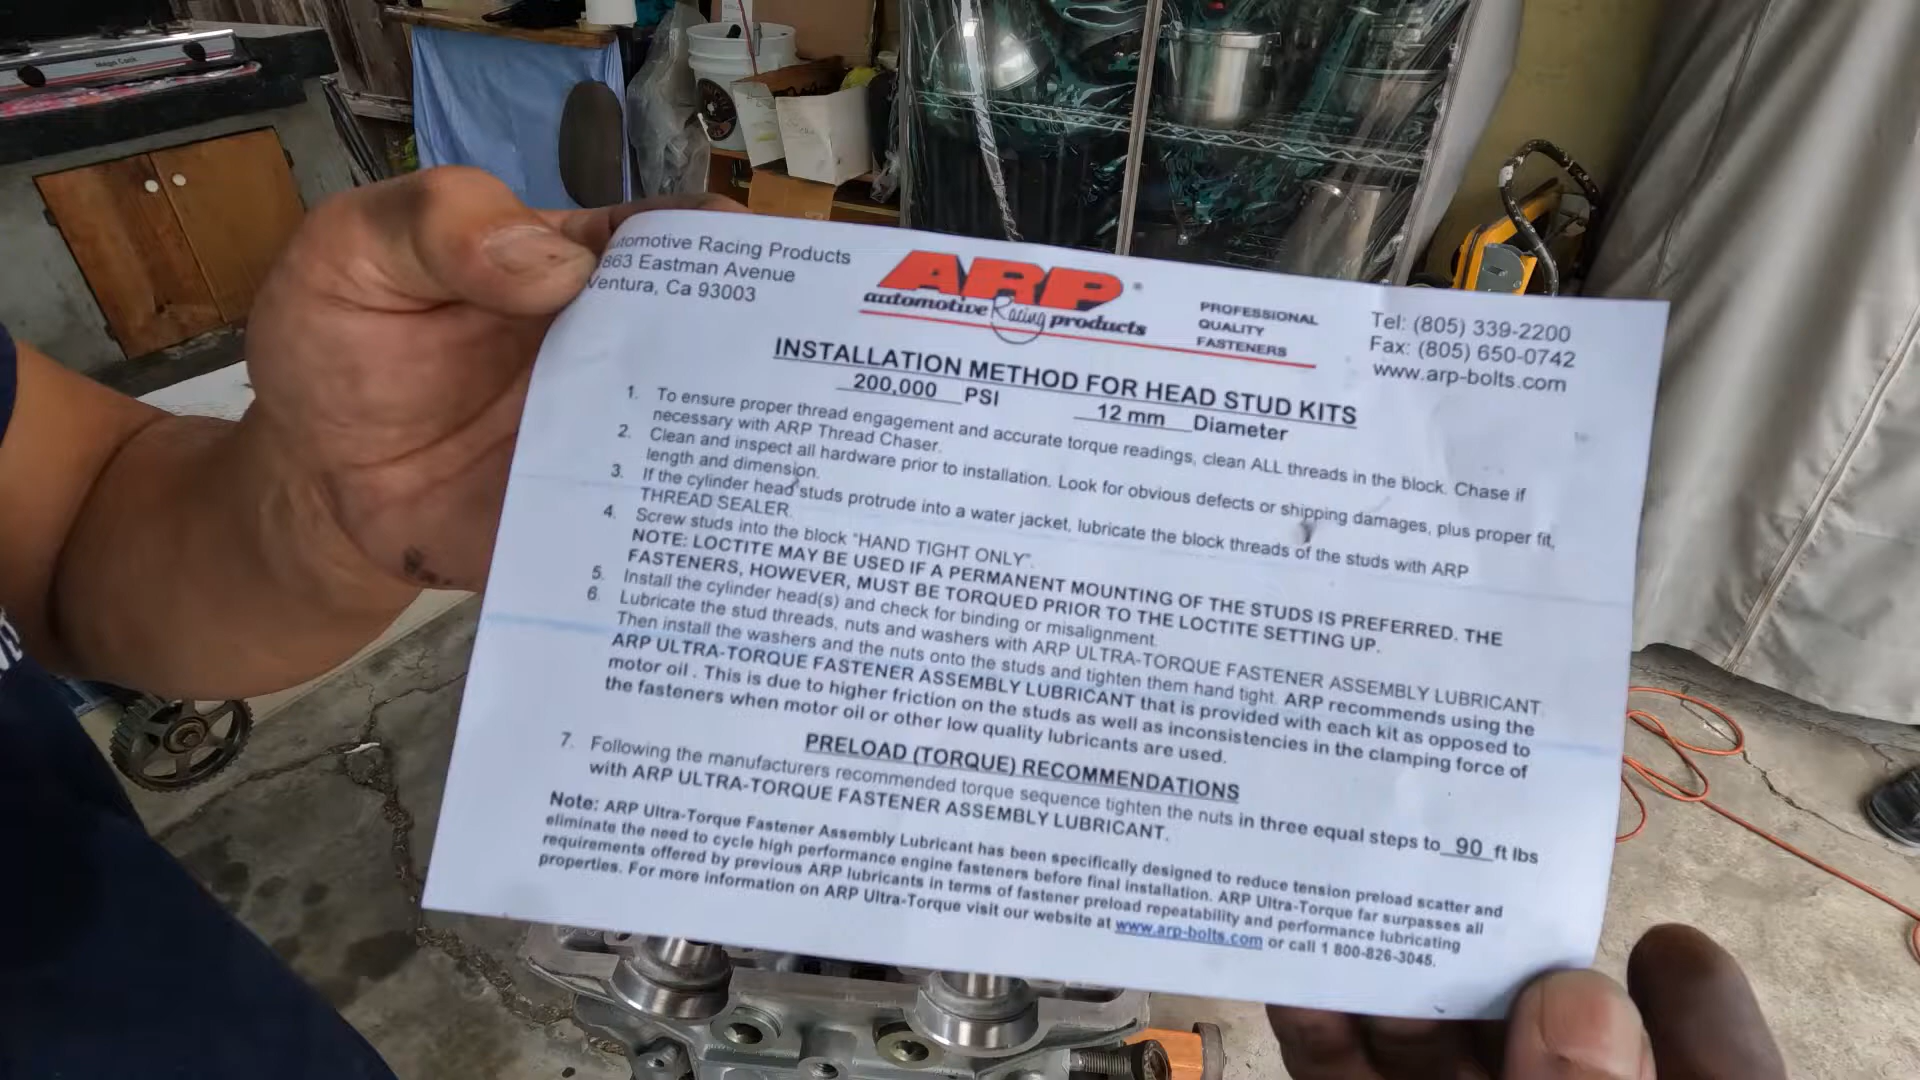 Mega Cook
utomotive Racing Products
863 Eastman Avenue
Ventura, Ca 93003
ARP
automotive Racing products
PROFESSIONAL
QUALITY
FASTENERS
Tel: (805) 339-2200
Fax: (805) 650-0742
www.arp-bolts.com
INSTALLATION METHOD FOR HEAD STUD KITS
200,000 PSI 12 mm Diameter
1. To ensure proper thread engagement and accurate torque readings, clean ALL threads in the block. Chase if
necessary with ARP Thread Chaser.
2. Clean and inspect all hardware prior to installation. Look for obvious defects or shipping damages, plus proper fit,
length and dimension.
3. If the cylinder head studs protrude into a water jacket, lubricate the block threads of the studs with ARP
THREAD SEALER.
4. Screw studs into the block "HAND TIGHT ONLY".
NOTE: LOCTITE MAY BE USED IF A PERMANENT MOUNTING OF THE STUDS IS PREFERRED. THE
FASTENERS, HOWEVER, MUST BE TORQUED PRIOR TO THE LOCTITE SETTING UP.
5. Install the cylinder head(s) and check for binding or misalignment.
6. Lubricate the stud threads, nuts and washers with ARP ULTRA-TORQUE FASTENER ASSEMBLY LUBRICANT.
Then install the washers and the nuts onto the studs and tighten them hand tight. ARP recommends using the
ARP ULTRA-TORQUE FASTENER ASSEMBLY LUBRICANT that is provided with each kit as opposed to
motor oil . This is due to higher friction on the studs as well as inconsistencies in the clamping force of
the fasteners when motor oil or other low quality lubricants are used.
PRELOAD (TORQUE) RECOMMENDATIONS
7. Following the manufacturers recommended torque sequence tighten the nuts in three equal steps to 90 ft lbs
with ARP ULTRA-TORQUE FASTENER ASSEMBLY LUBRICANT.
Note: ARP Ultra-Torque Fastener Assembly Lubricant has been specifically designed to reduce tension preload scatter and
eliminate the need to cycle high performance engine fasteners before final installation. ARP Ultra-Torque far surpasses all
requirements offered by previous ARP lubricants in terms of fastener preload repeatability and performance lubricating
properties. For more information on ARP Ultra-Torque visit our website at www.arp-bolts.com or call 1 800-826-3045.